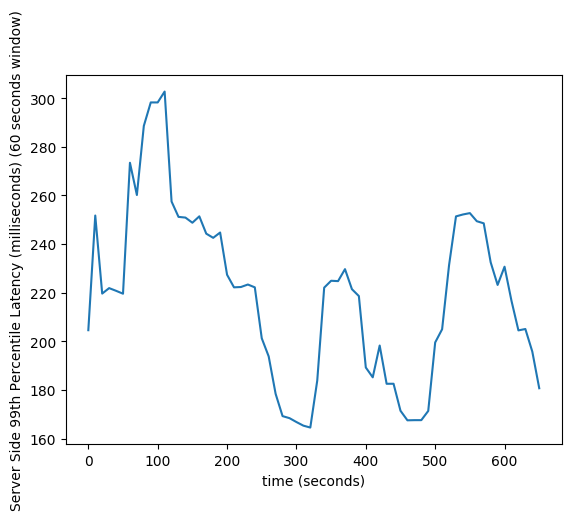 Server Side 99th Percentile Latency (milliseconds) (60 seconds window)
300
280
260
240
220
200
180
160
0 100 200 300 400 500 600
time (seconds)